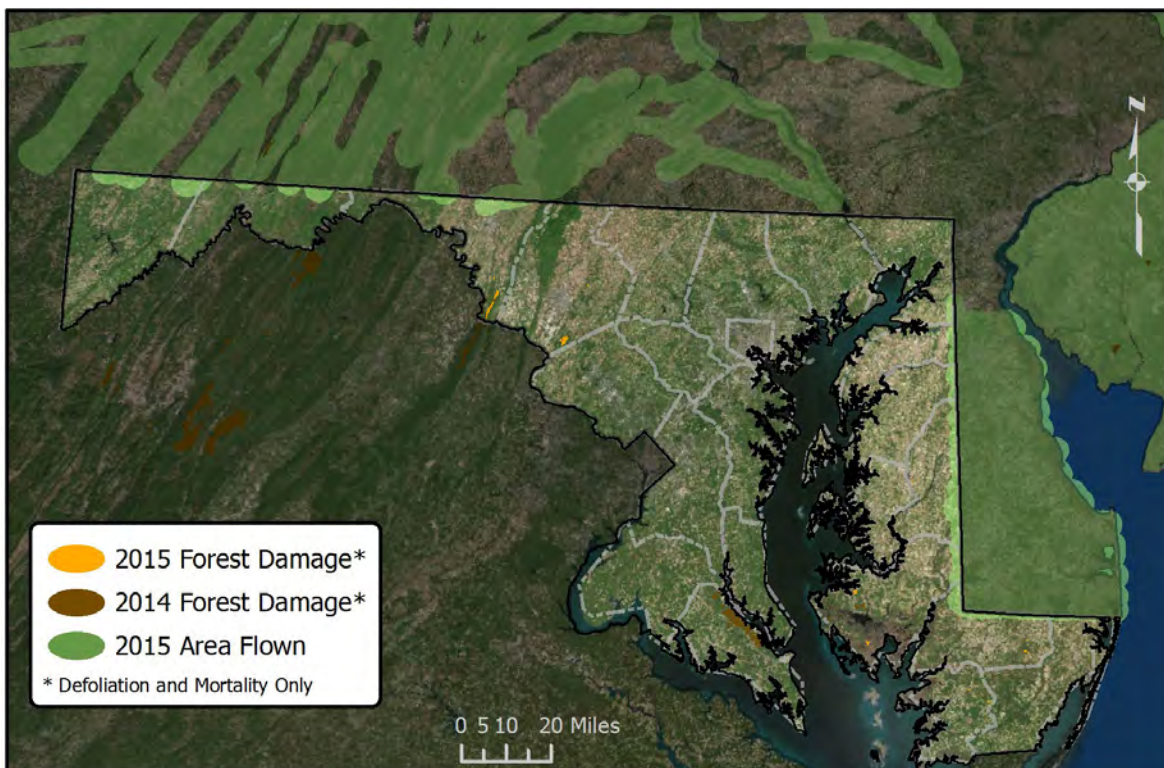 N
2015 Forest Damage*
2014 Forest Damage*
2015 Area Flown
* Defoliation and Mortality Only
0 5 10 20 Miles